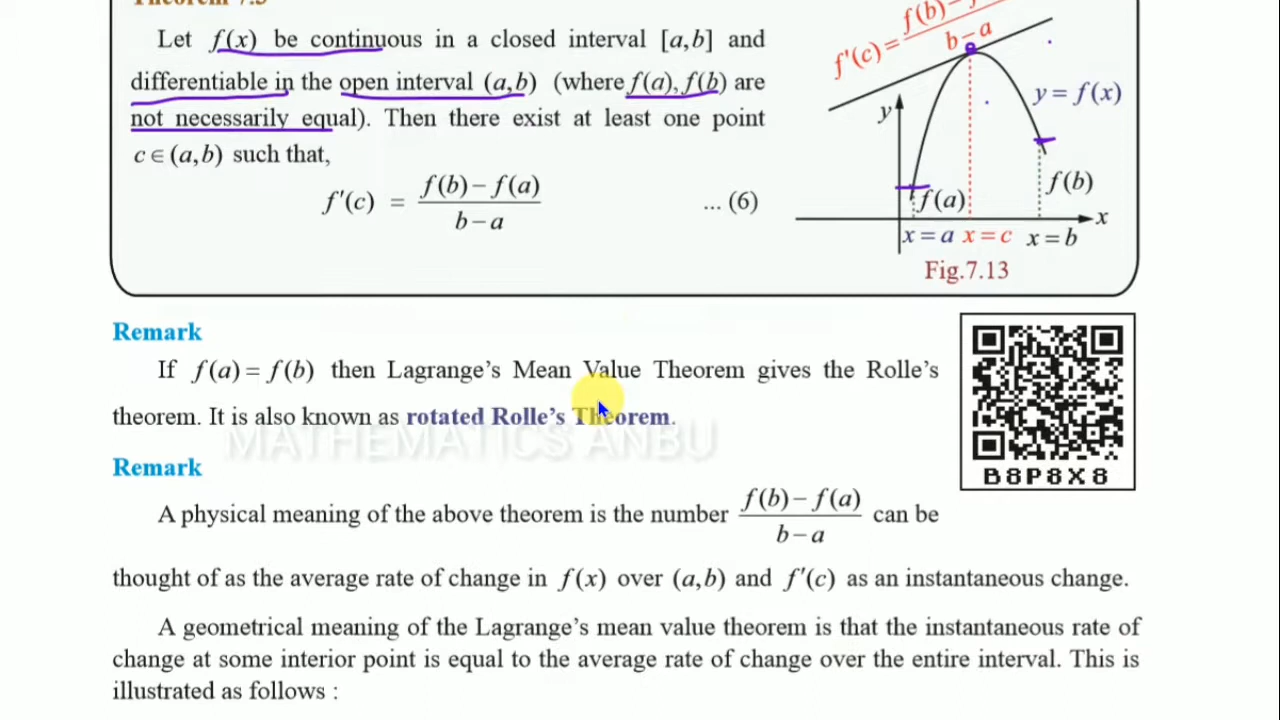 Theorem 7.3
Let f(x) be continuous in a closed interval [a,b] and
differentiable in the open interval (a,b) (where f(a), f(b) are
not necessarily equal). Then there exist at least one point
c ∈ (a,b) such that,
f'(c) = f(b) − f(a) / b − a ... (6)
f'(c) = f(b) − / b − a
y
y = f(x)
f(a)
f(b)
x
x = a x = c x = b
Fig.7.13
Remark
If f(a) = f(b) then Lagrange's Mean Value Theorem gives the Rolle's
theorem. It is also known as rotated Rolle's Theorem.
MATHEMATICS ANBU
B8P8X8
Remark
A physical meaning of the above theorem is the number f(b) − f(a) / b − a can be
thought of as the average rate of change in f(x) over (a,b) and f'(c) as an instantaneous change.
A geometrical meaning of the Lagrange's mean value theorem is that the instantaneous rate of
change at some interior point is equal to the average rate of change over the entire interval. This is
illustrated as follows :